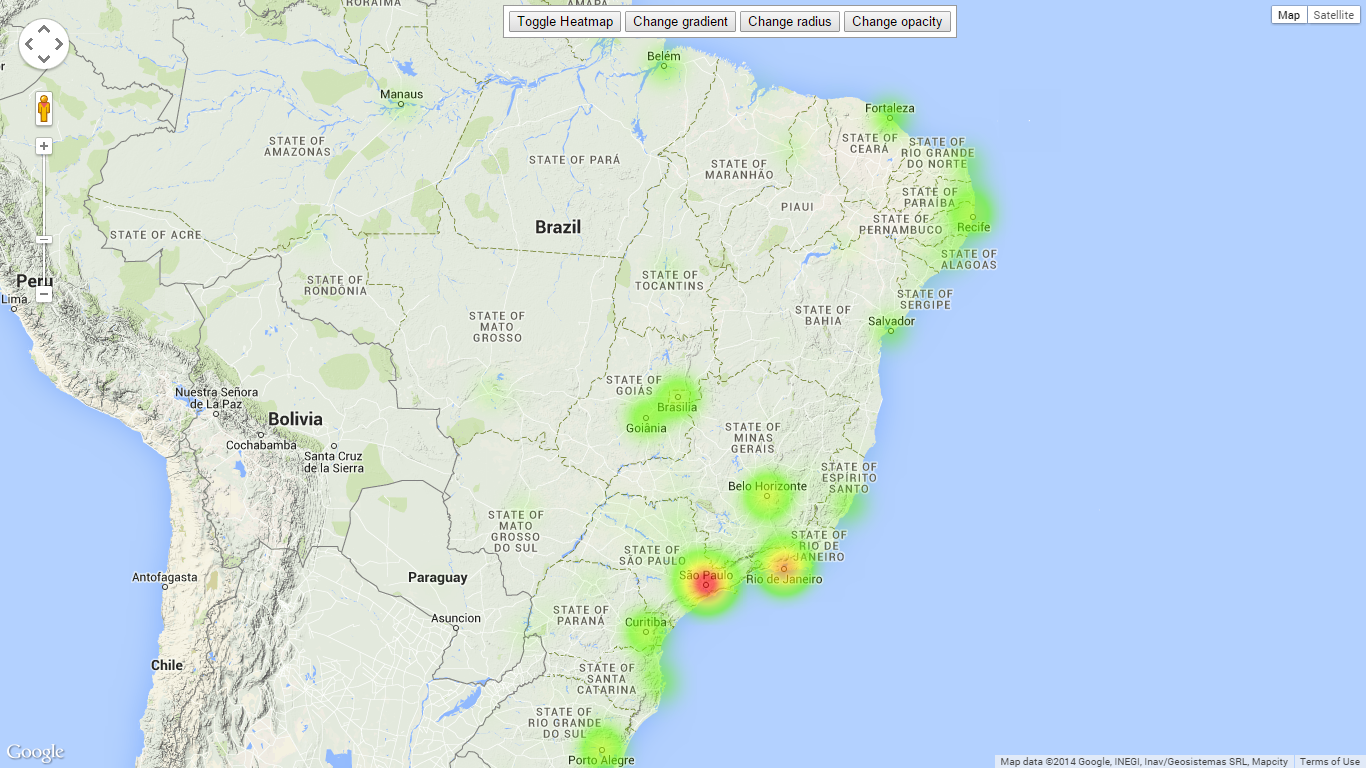 RORAIMA
AMAPÁ
Toggle Heatmap
Change gradient
Change radius
Change opacity
Map
Satellite
Belém
Manaus
Fortaleza
STATE OF
AMAZONAS
STATE OF PARÁ
STATE OF
MARANHÃO
STATE OF
CEARÁ
STATE OF
RIO GRANDE
DO NORTE
STATE OF
PARAÍBA
PIAUI
STATE OF
PERNAMBUCO
Recife
Brazil
STATE OF ACRE
STATE OF
ALAGOAS
Peru
Lima
STATE OF
RONDÔNIA
STATE OF
TOCANTINS
STATE OF
SERGIPE
STATE OF
MATO
GROSSO
STATE OF
BAHIA
Salvador
Nuestra Señora
de La Paz
STATE OF
GOIÁS
Brasília
Goiânia
Bolivia
Cochabamba
Santa Cruz
de la Sierra
STATE OF
MINAS
GERAIS
Belo Horizonte
STATE OF
ESPÍRITO
SANTO
STATE OF
MATO
GROSSO
DO SUL
STATE OF
SÃO PAULO
STATE OF
RIO DE
JANEIRO
São Paulo
Rio de Janeiro
Antofagasta
Paraguay
Asuncion
STATE OF
PARANÁ
Curitiba
Chile
STATE OF
SANTA
CATARINA
STATE OF
RIO GRANDE
DO SUL
Porto Alegre
Google
Map data ©2014 Google, INEGI, Inav/Geosistemas SRL, Mapcity
Terms of Use